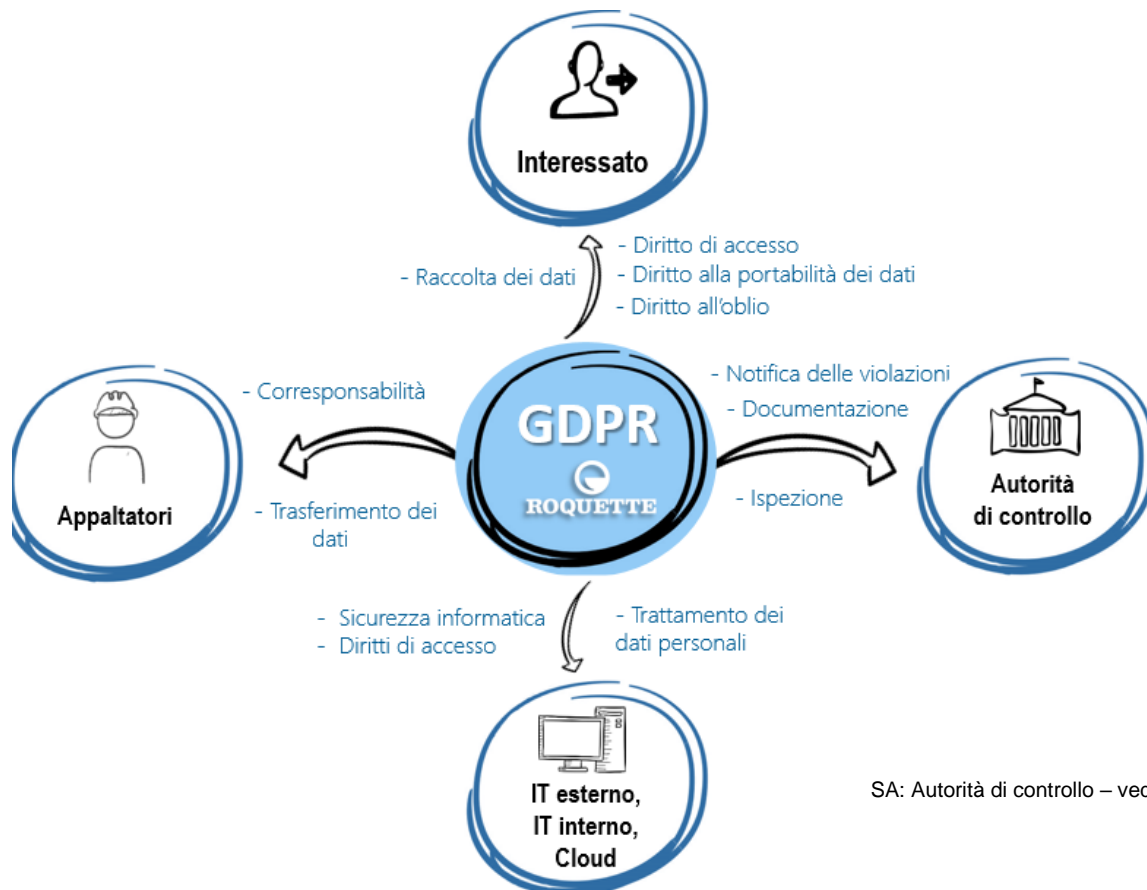 Interessato
- Raccolta dei dati
- Diritto di accesso
- Diritto alla portabilità dei dati
- Diritto all'oblio
- Corresponsabilità
- Trasferimento dei
dati
Appaltatori
GDPR
ROQUETTE
- Notifica delle violazioni
- Documentazione
- Ispezione
Autorità
di controllo
- Sicurezza informatica
- Diritti di accesso
- Trattamento dei
dati personali
IT esterno,
IT interno,
Cloud
SA: Autorità di controllo –